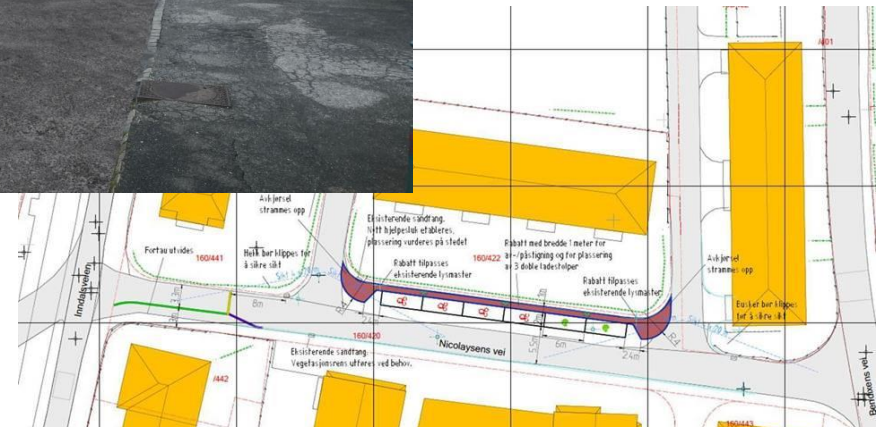 /401
Avkjørsel
strammes opp
Fortau utvides
160/441
Hekk bør klippes for
å sikre sikt
Eksisterende sandfang.
Nytt hjelpesluk etableres,
plassering vurderes på stedet
Rabatt tilpasses
eksisterende lysmaster
160/422
Rabatt med bredde 1 meter for
av-/påstigning og for plassering
av 3 doble ladestolper
Rabatt tilpasses
eksisterende lysmaster
Avkjørsel
strammes opp
Busker bør klippes
for å sikre sikt
Inndalsveien
8m
R4
160/420
Nicolaysens vei
6m
24m
R4
Eksisterende sandfang.
Vegetasjonsrens utføres ved behov.
/442
160/443
Bendixens vei